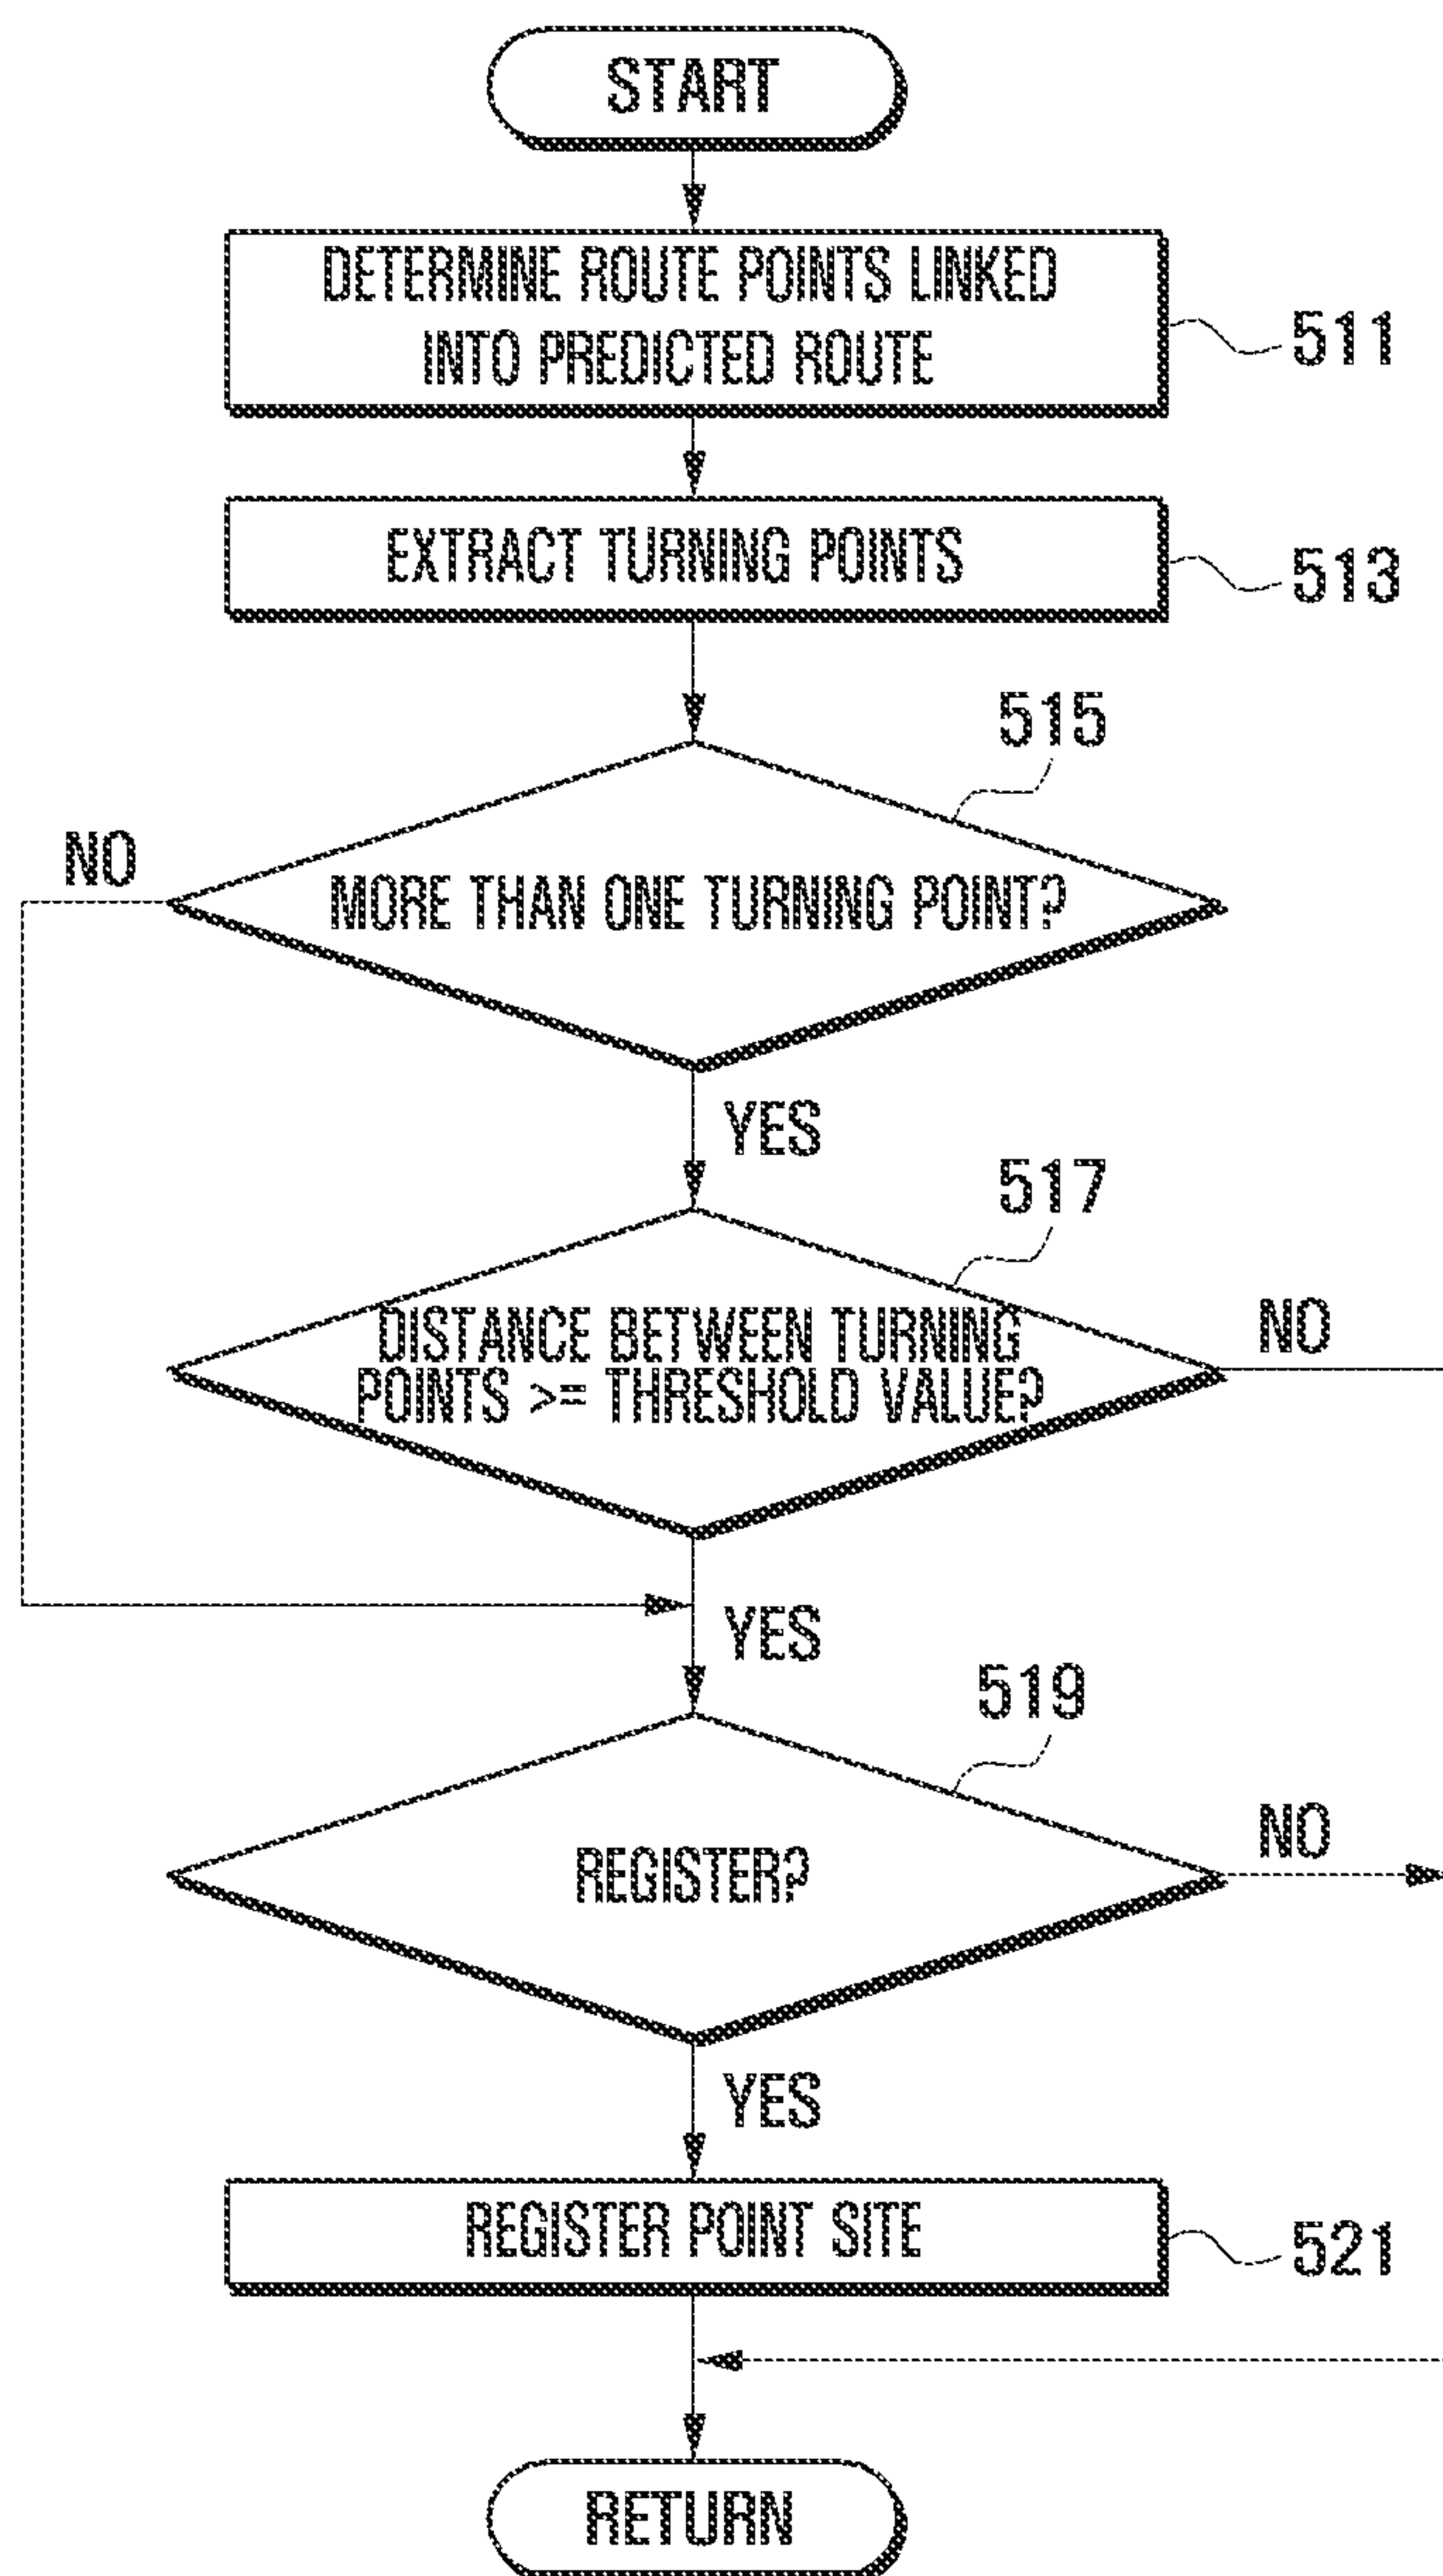 START
DETERMINE ROUTE POINTS LINKED
INTO PREDICTED ROUTE
511
EXTRACT TURNING POINTS
513
515
NO
MORE THAN ONE TURNING POINT?
YES
517
DISTANCE BETWEEN TURNING
POINTS >= THRESHOLD VALUE?
NO
YES
519
REGISTER?
NO
YES
REGISTER POINT SITE
521
RETURN